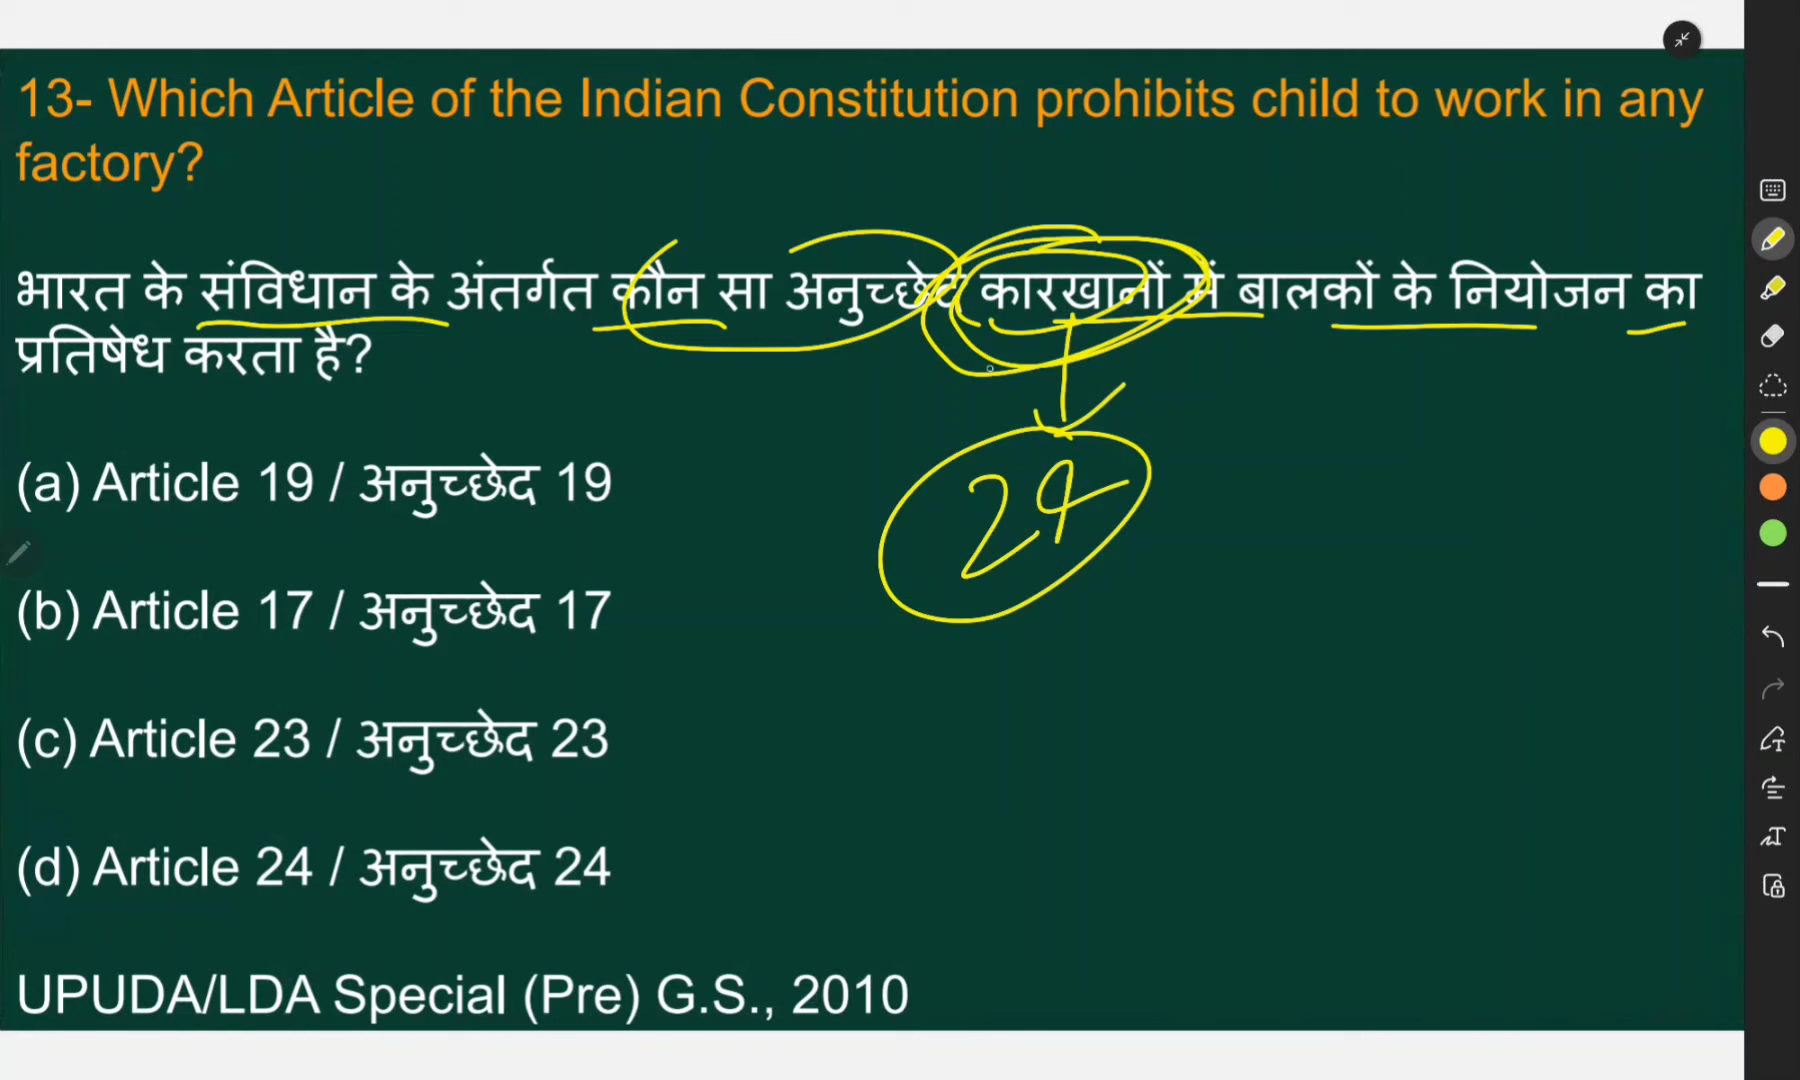 13- Which Article of the Indian Constitution prohibits child to work in any
factory?
भारत के संविधान के अंतर्गत कौन सा अनुच्छेद कारखानों में बालकों के नियोजन का
प्रतिषेध करता है?
24
(a) Article 19 / अनुच्छेद 19
(b) Article 17 / अनुच्छेद 17
(c) Article 23 / अनुच्छेद 23
(d) Article 24 / अनुच्छेद 24
UPUDA/LDA Special (Pre) G.S., 2010